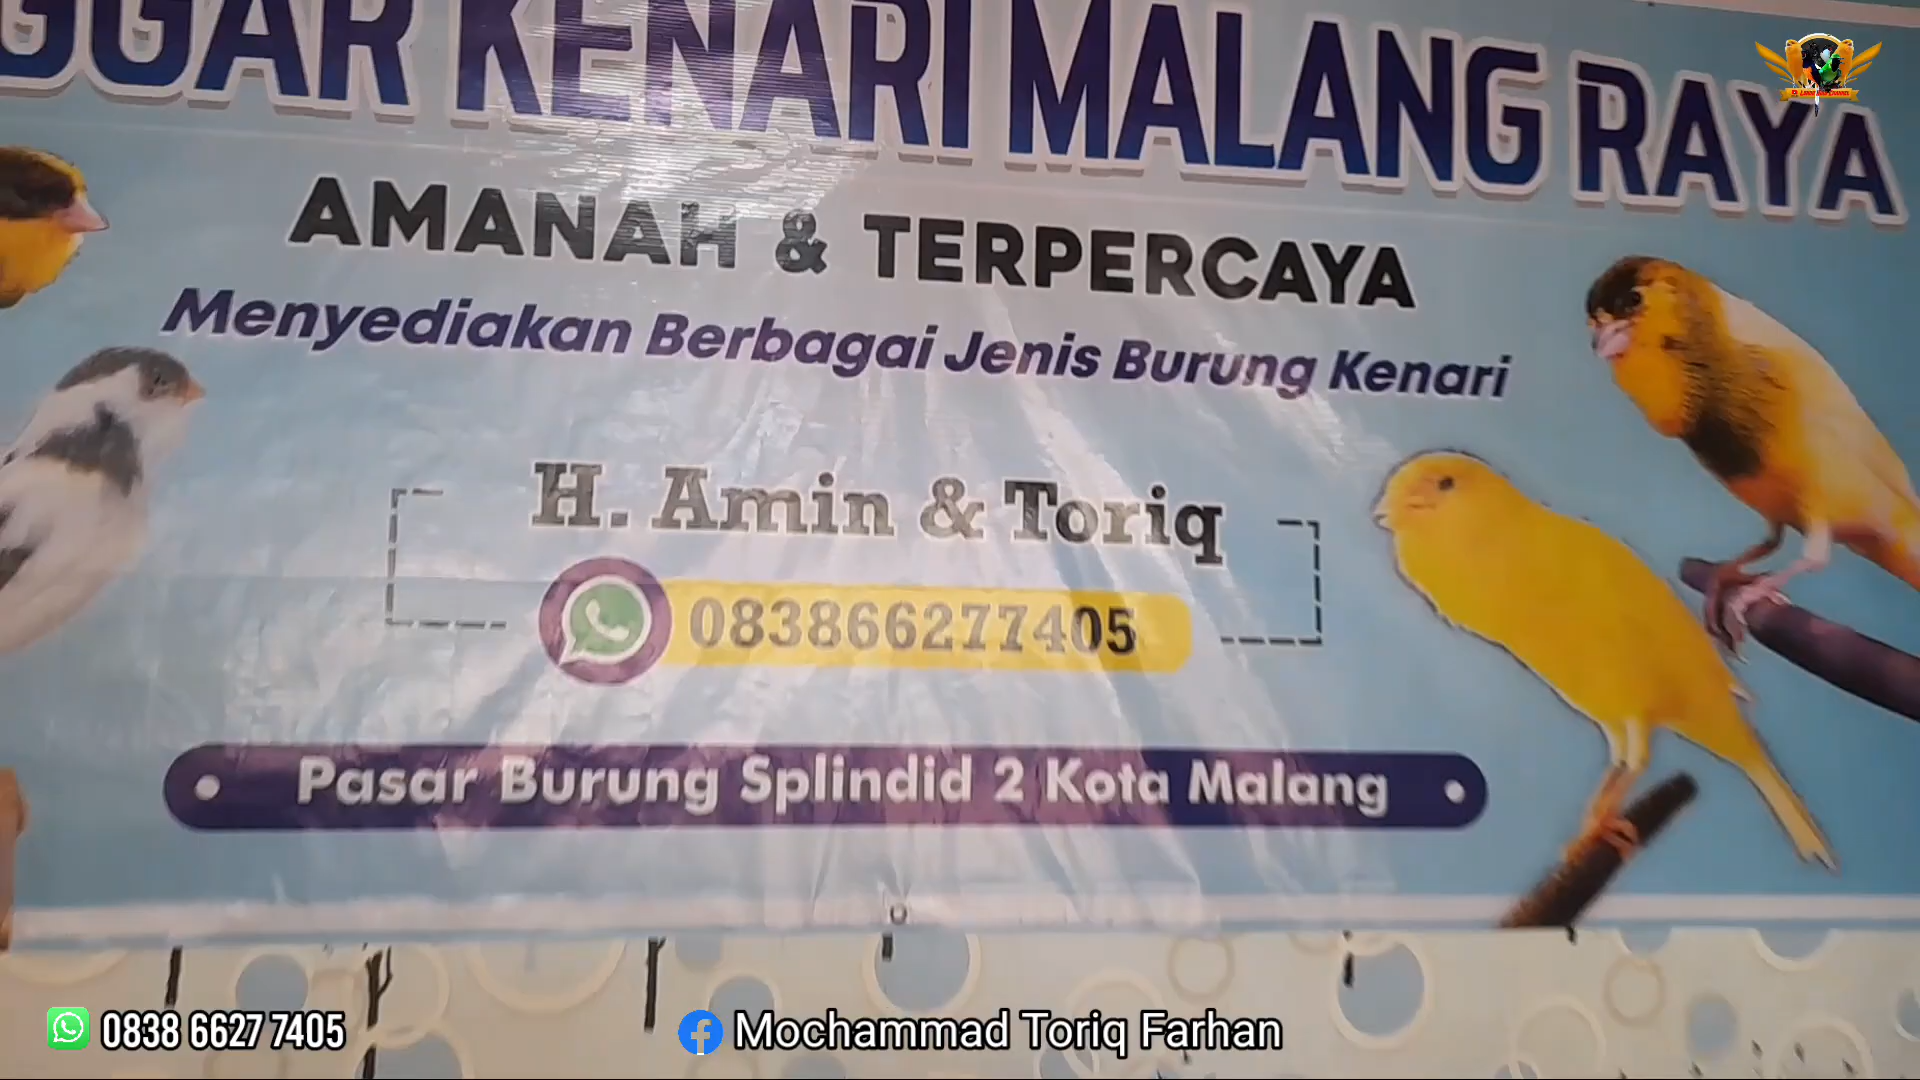 KENARI MALANG RAYA
AMANAH & TERPERCAYA
Menyediakan Berbagai Jenis Burung Kenari
H. Amin & Toriq
083866277405
Pasar Burung Splindid 2 Kota Malang
0838 6627 7405
Mochammad Toriq Farhan